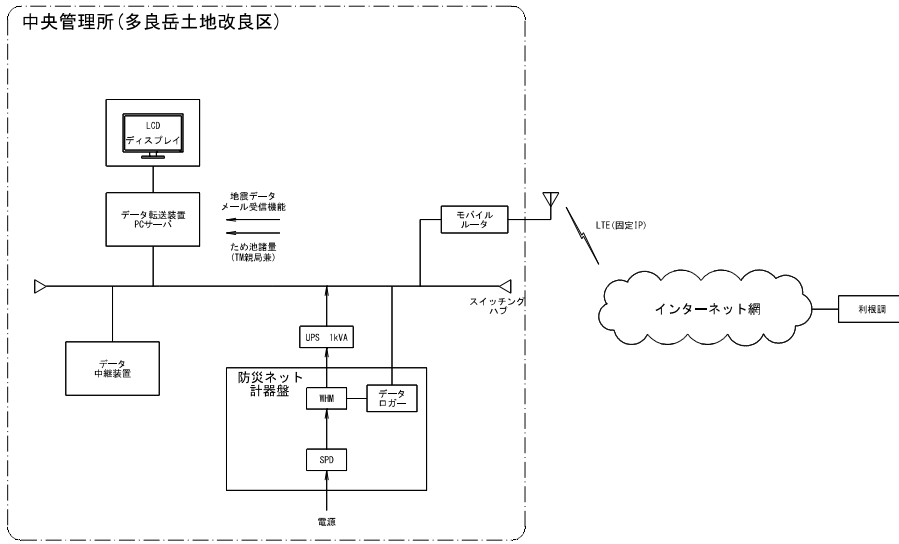 中央管理所(多良岳土地改良区)
LCD
ディスプレイ
データ転送装置
PCサーバ
地震データ
メール受信機能
ため池諸量
(TM親局兼)
モバイル
ルータ
LTE(固定IP)
スイッチング
ハブ
インターネット網
利根調
データ
中継装置
UPS 1kVA
防災ネット
計器盤
WHM
データ
ロガー
SPD
電源